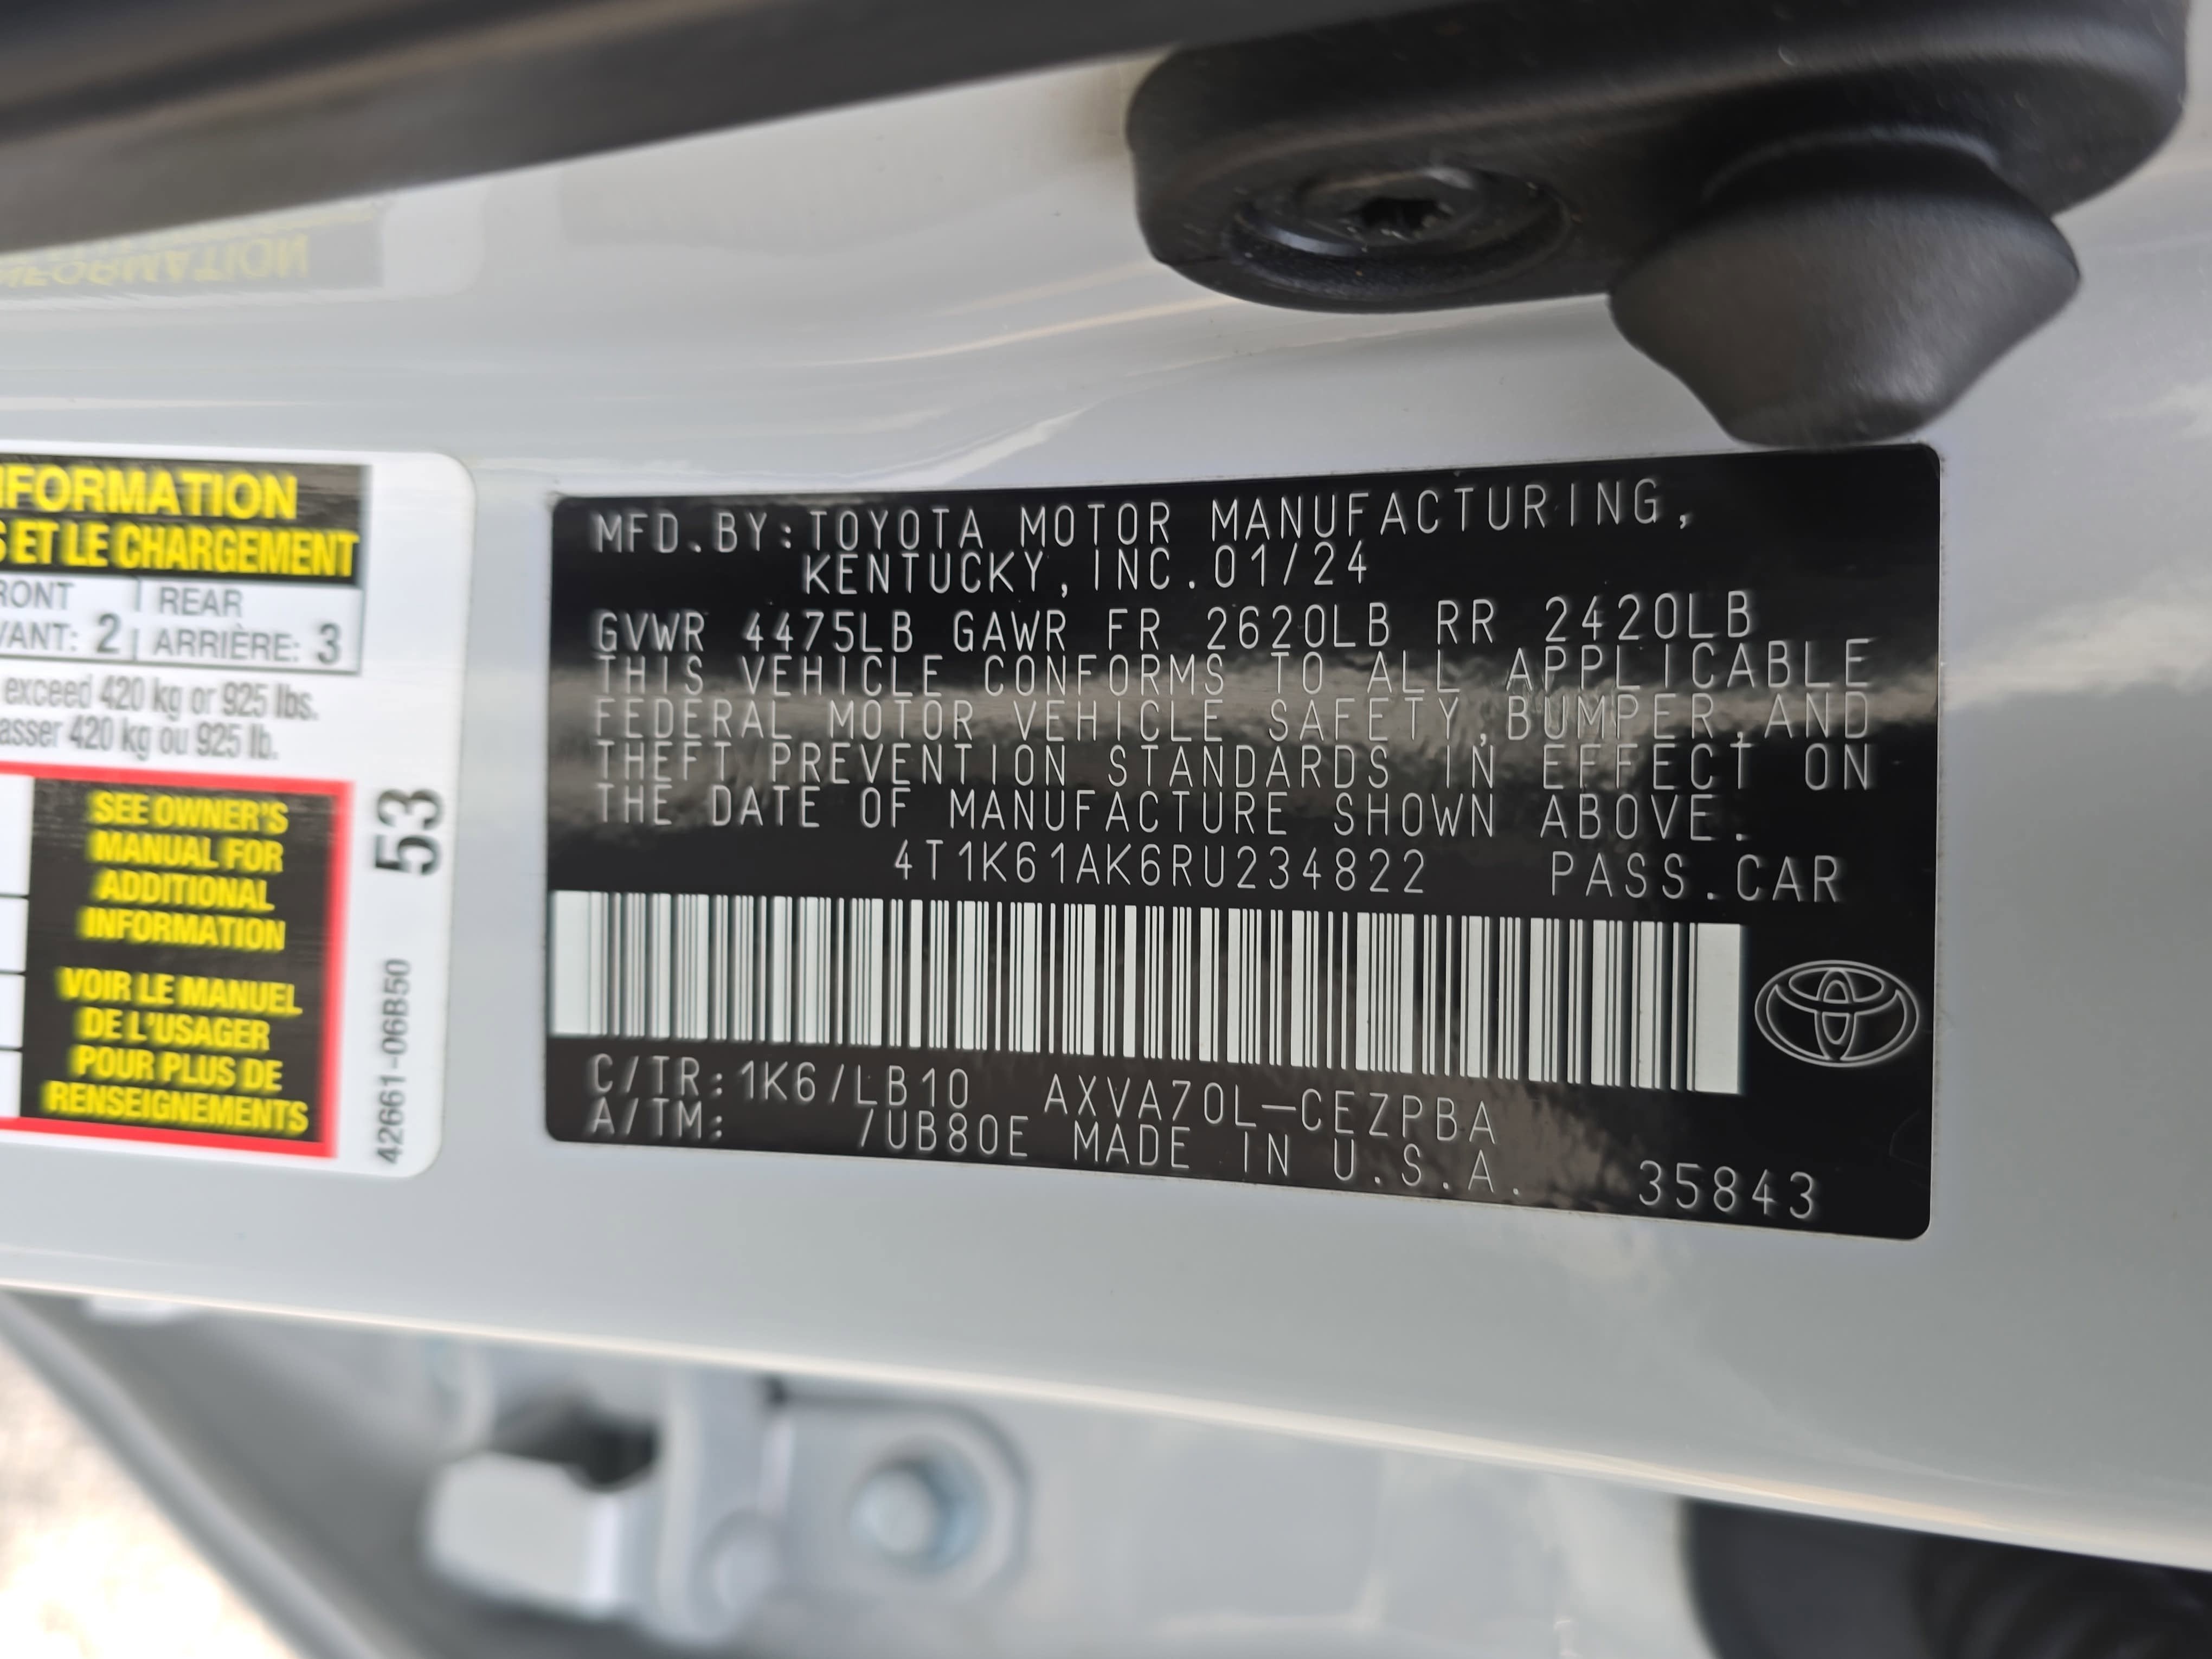 INFORMATION
S ET LE CHARGEMENT
REAR
VANT: 2 ARRIÈRE: 3
exceed 420 kg or 925 lbs.
420 kg ou 925 lb.
SEE OWNER'S
MANUAL FOR
ADDITIONAL
INFORMATION
VOIR LE MANUEL
DE L'USAGER
POUR PLUS DE
RENSEIGNEMENTS
53
42661-06B50
MFD.BY:TOYOTA MOTOR MANUFACTURING,
KENTUCKY,INC.01/24
GVWR 4475LB GAWR FR 2620LB RR 2420LB
THIS VEHICLE CONFORMS TO ALL APPLICABLE
FEDERAL MOTOR VEHICLE SAFETY,BUMPER,AND
THEFT PREVENTION STANDARDS IN EFFECT ON
THE DATE OF MANUFACTURE SHOWN ABOVE.
4T1K61AK6RU234822 PASS.CAR
C/TR:1K6/LB10 AXVA70L-CEZPBA
A/TM: /UB80E MADE IN U.S.A. 35843